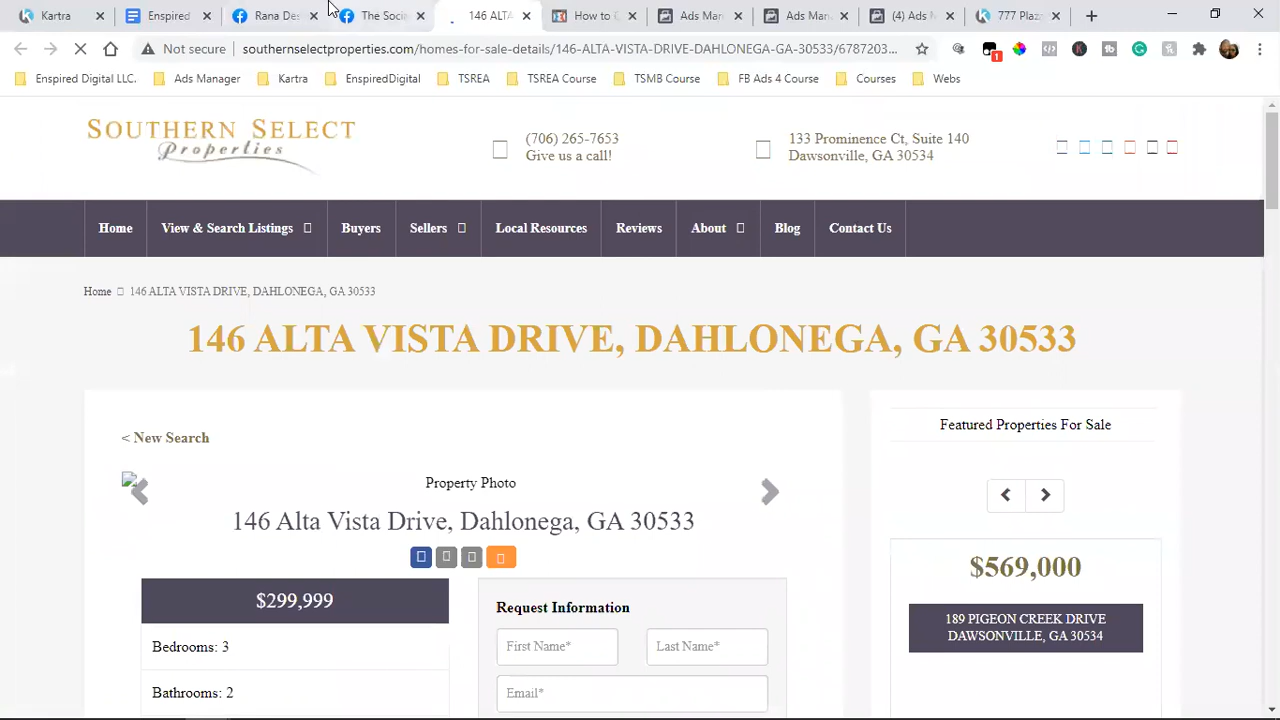 Kartra
Enspired
Rana De
The Soci
146 ALTA
How to C
Ads Man
Ads Man
(4) Ads M
777 Plaz
Not secure
southernselectproperties.com/homes-for-sale-details/146-ALTA-VISTA-DRIVE-DAHLONEGA-GA-30533/6787203...
1
Enspired Digital LLC.
Ads Manager
Kartra
EnspiredDigital
TSREA
TSREA Course
TSMB Course
FB Ads 4 Course
Courses
Webs
SOUTHERN SELECT
Properties
(706) 265-7653
Give us a call!
133 Prominence Ct, Suite 140
Dawsonville, GA 30534
Home
View & Search Listings
Buyers
Sellers
Local Resources
Reviews
About
Blog
Contact Us
Home 146 ALTA VISTA DRIVE, DAHLONEGA, GA 30533
146 ALTA VISTA DRIVE, DAHLONEGA, GA 30533
< New Search
Property Photo
146 Alta Vista Drive, Dahlonega, GA 30533
$299,999
Bedrooms: 3
Bathrooms: 2
Request Information
First Name*
Last Name*
Email*
Featured Properties For Sale
$569,000
189 PIGEON CREEK DRIVE
DAWSONVILLE, GA 30534